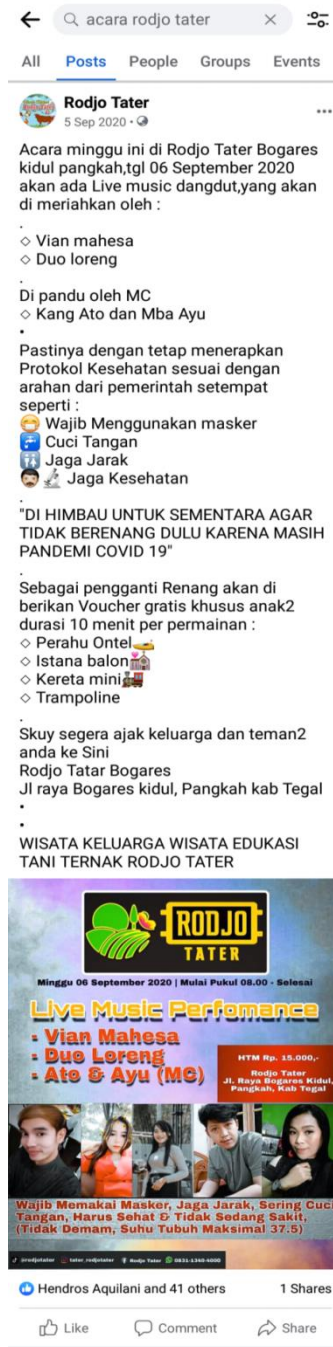 acara rodjo tater
All Posts People Groups Events
Rodjo Tater
5 Sep 2020 •
Acara minggu ini di Rodjo Tater Bogares
kidul pangkah,tgl 06 September 2020
akan ada Live music dangdut,yang akan
di meriahkan oleh :
.
◇ Vian mahesa
◇ Duo loreng
.
Di pandu oleh MC
◇ Kang Ato dan Mba Ayu
•
Pastinya dengan tetap menerapkan
Protokol Kesehatan sesuai dengan
arahan dari pemerintah setempat
seperti :
😷 Wajib Menggunakan masker
🚰 Cuci Tangan
🚻 Jaga Jarak
👨‍🔬 Jaga Kesehatan
.
"DI HIMBAU UNTUK SEMENTARA AGAR
TIDAK BERENANG DULU KARENA MASIH
PANDEMI COVID 19"
.
Sebagai pengganti Renang akan di
berikan Voucher gratis khusus anak2
durasi 10 menit per permainan :
◇ Perahu Ontel
◇ Istana balon
◇ Kereta mini
◇ Trampoline
.
Skuy segera ajak keluarga dan teman2
anda ke Sini
Rodjo Tatar Bogares
Jl raya Bogares kidul, Pangkah kab Tegal
•
•
WISATA KELUARGA WISATA EDUKASI
TANI TERNAK RODJO TATER
RODJO
TATER
Minggu 06 September 2020 | Mulai Pukul 08.00 - Selesai
Live Music Perfomance
- Vian Mahesa
- Duo Loreng
- Ato & Ayu (MC)
HTM Rp. 15.000,-
Rodjo Tater
Jl. Raya Bogares Kidul,
Pangkah, Kab Tegal
Wajib Memakai Masker, Jaga Jarak, Sering Cuci
Tangan, Harus Sehat & Tidak Sedang Sakit,
(Tidak Demam, Suhu Tubuh Maksimal 37.5)
Rodjo Tater
Hendros Aquilani and 41 others 1 Shares
Like Comment Share